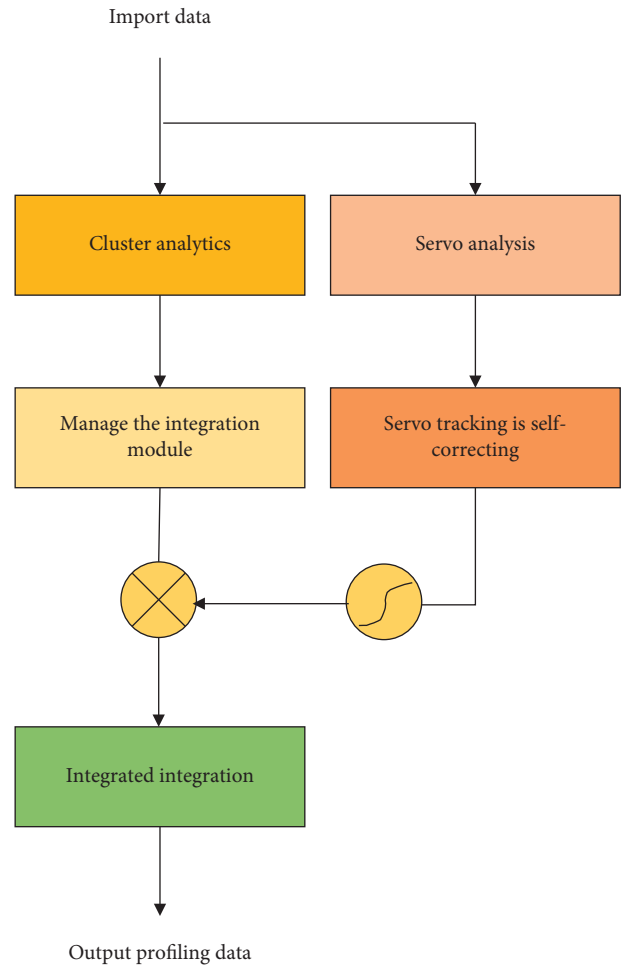 Import data
Cluster analytics
Servo analysis
Manage the integration
module
Servo tracking is self-
correcting
Integrated integration
Output profiling data